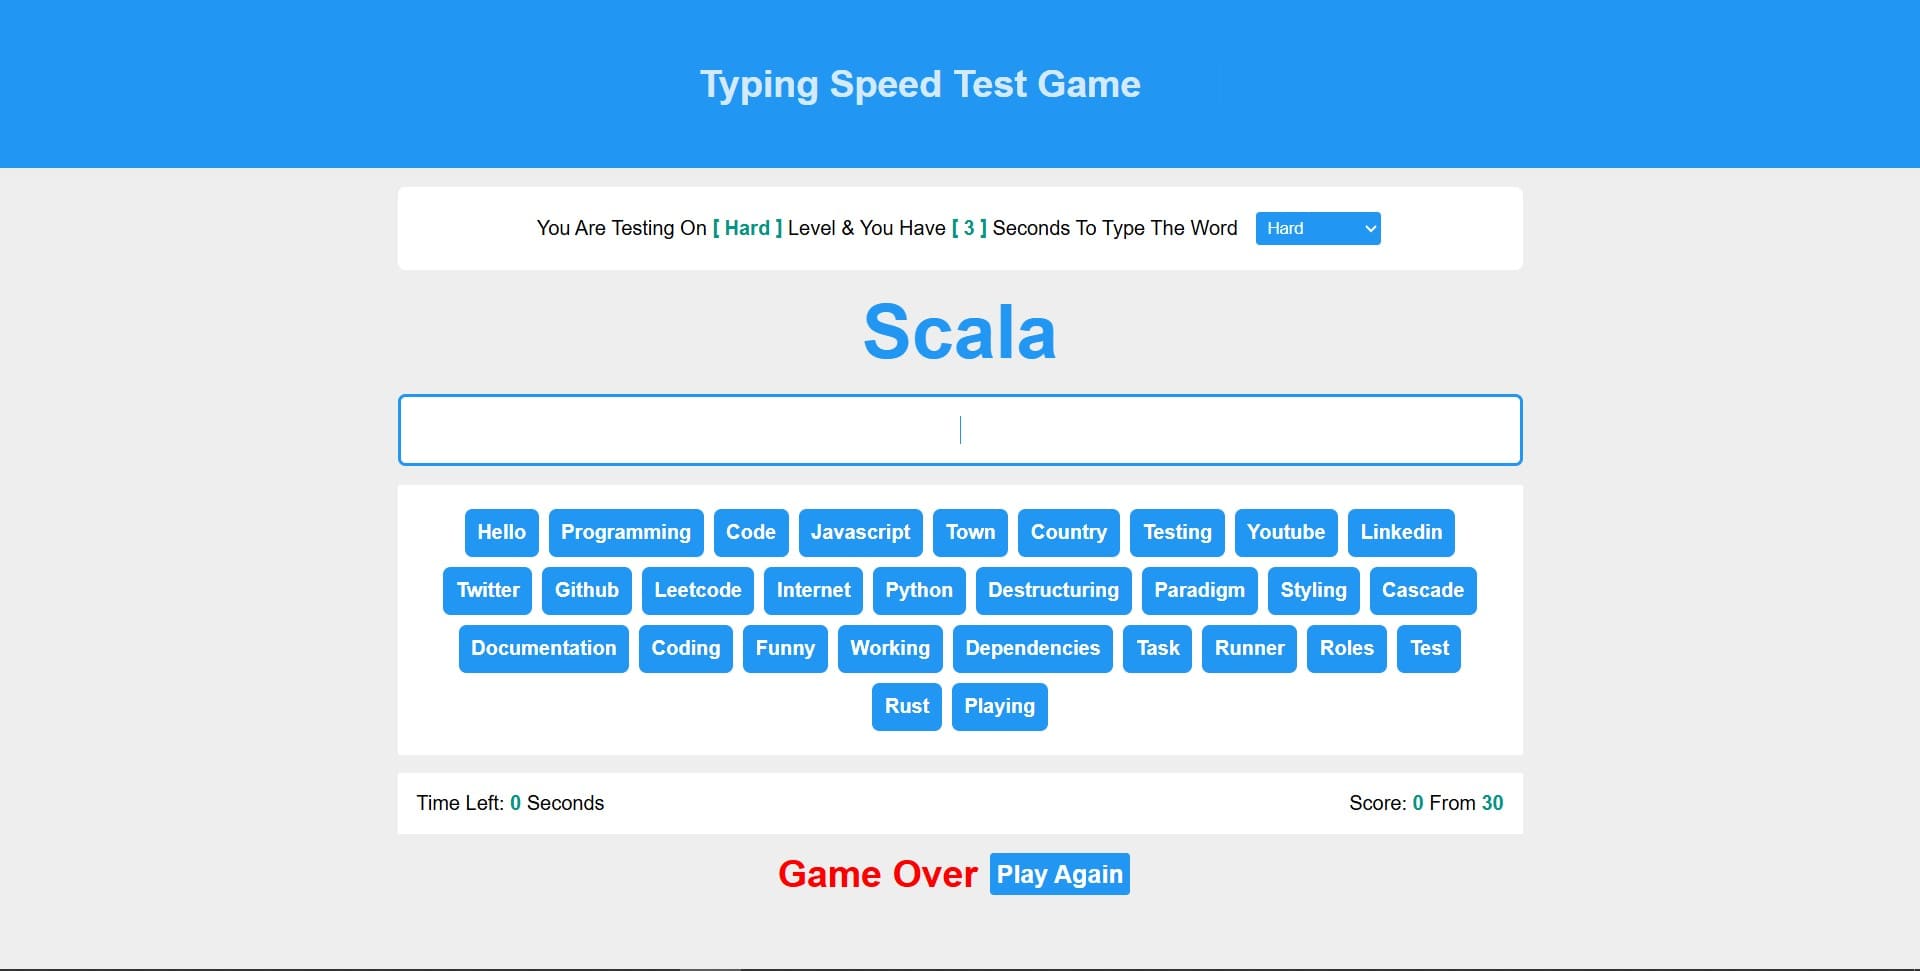 Typing Speed Test Game
You Are Testing On [ Hard ] Level & You Have [ 3 ] Seconds To Type The Word Hard
Scala
Hello Programming Code Javascript Town Country Testing Youtube Linkedin
Twitter Github Leetcode Internet Python Destructuring Paradigm Styling Cascade
Documentation Coding Funny Working Dependencies Task Runner Roles Test
Rust Playing
Time Left: 0 Seconds Score: 0 From 30
Game Over Play Again